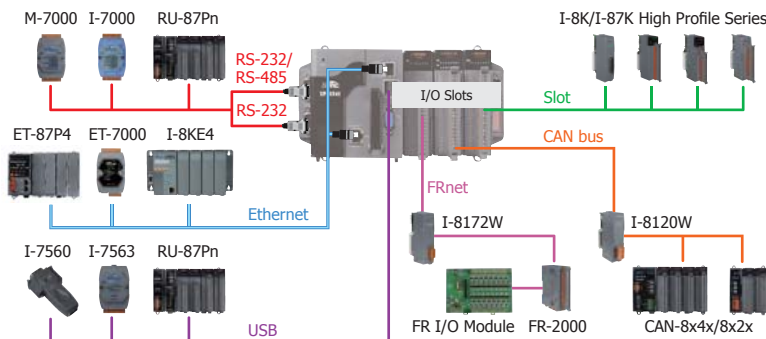 M-7000 I-7000 RU-87Pn
I-8K/I-87K High Profile Series
RS-232/
RS-485
RS-232
I/O Slots
Slot
ET-87P4 ET-7000 I-8KE4
CAN bus
FRnet
Ethernet
I-8172W
I-8120W
I-7560 I-7563 RU-87Pn
USB
FR I/O Module FR-2000
CAN-8x4x/8x2x